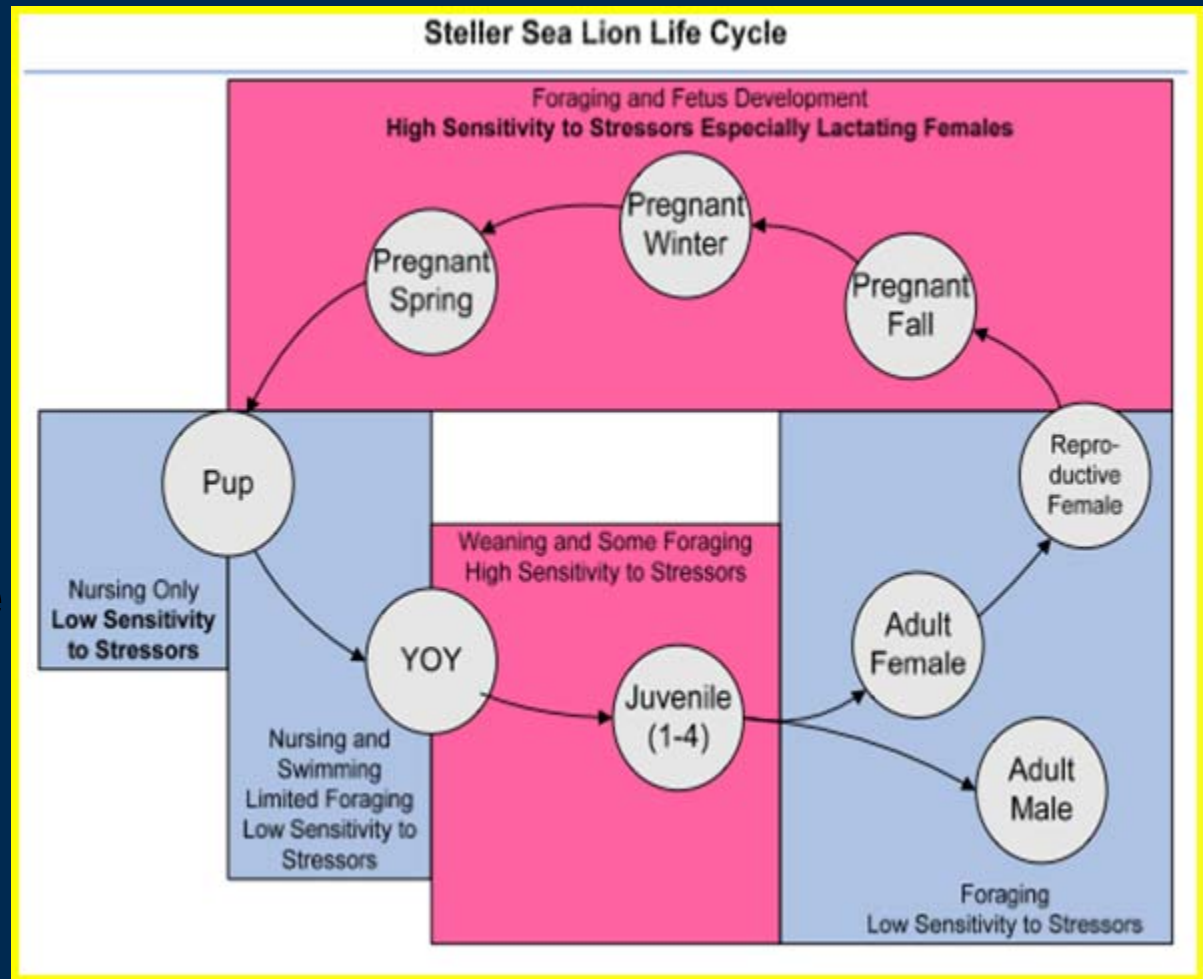 Steller Sea Lion Life Cycle
Foraging and Fetus Development
High Sensitivity to Stressors Especially Lactating Females
Pregnant
Winter
Pregnant
Spring
Pregnant
Fall
Pup
Repro-
ductive
Female
Nursing Only
Low Sensitivity
to Stressors
Weaning and Some Foraging
High Sensitivity to Stressors
YOY
Juvenile
(1-4)
Adult
Female
Nursing and
Swimming
Limited Foraging
Low Sensitivity to
Stressors
Adult
Male
Foraging
Low Sensitivity to Stressors